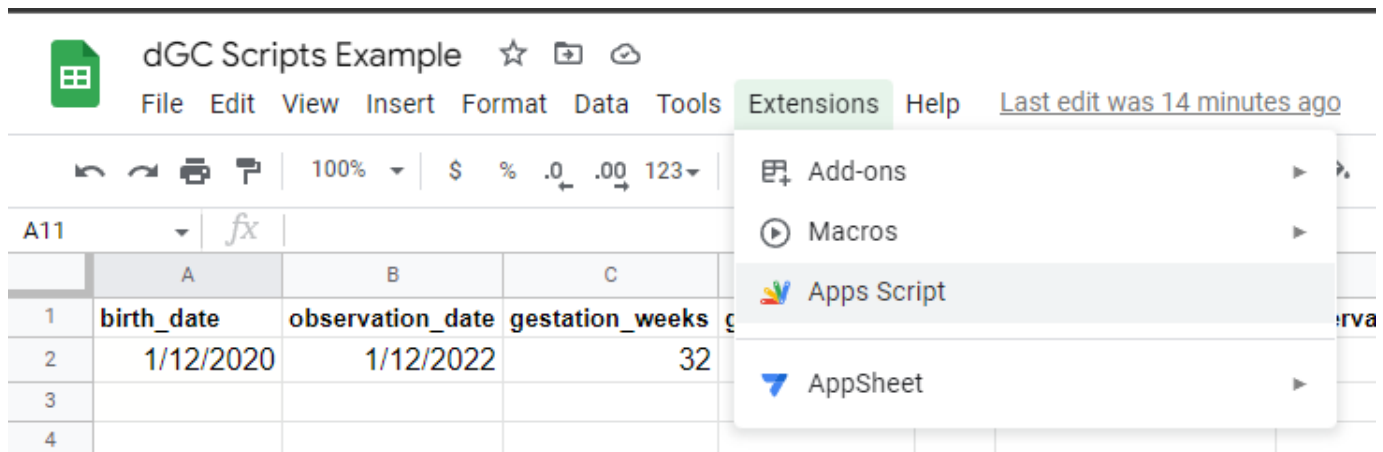 dGC Scripts Example
File Edit View Insert Format Data Tools Extensions Help Last edit was 14 minutes ago
100% $ % .0 .00 123 Add-ons
A11 fx Macros
A B C Apps Script
1 birth_date observation_date gestation_weeks g erva
2 1/12/2020 1/12/2022 32
3 AppSheet
4